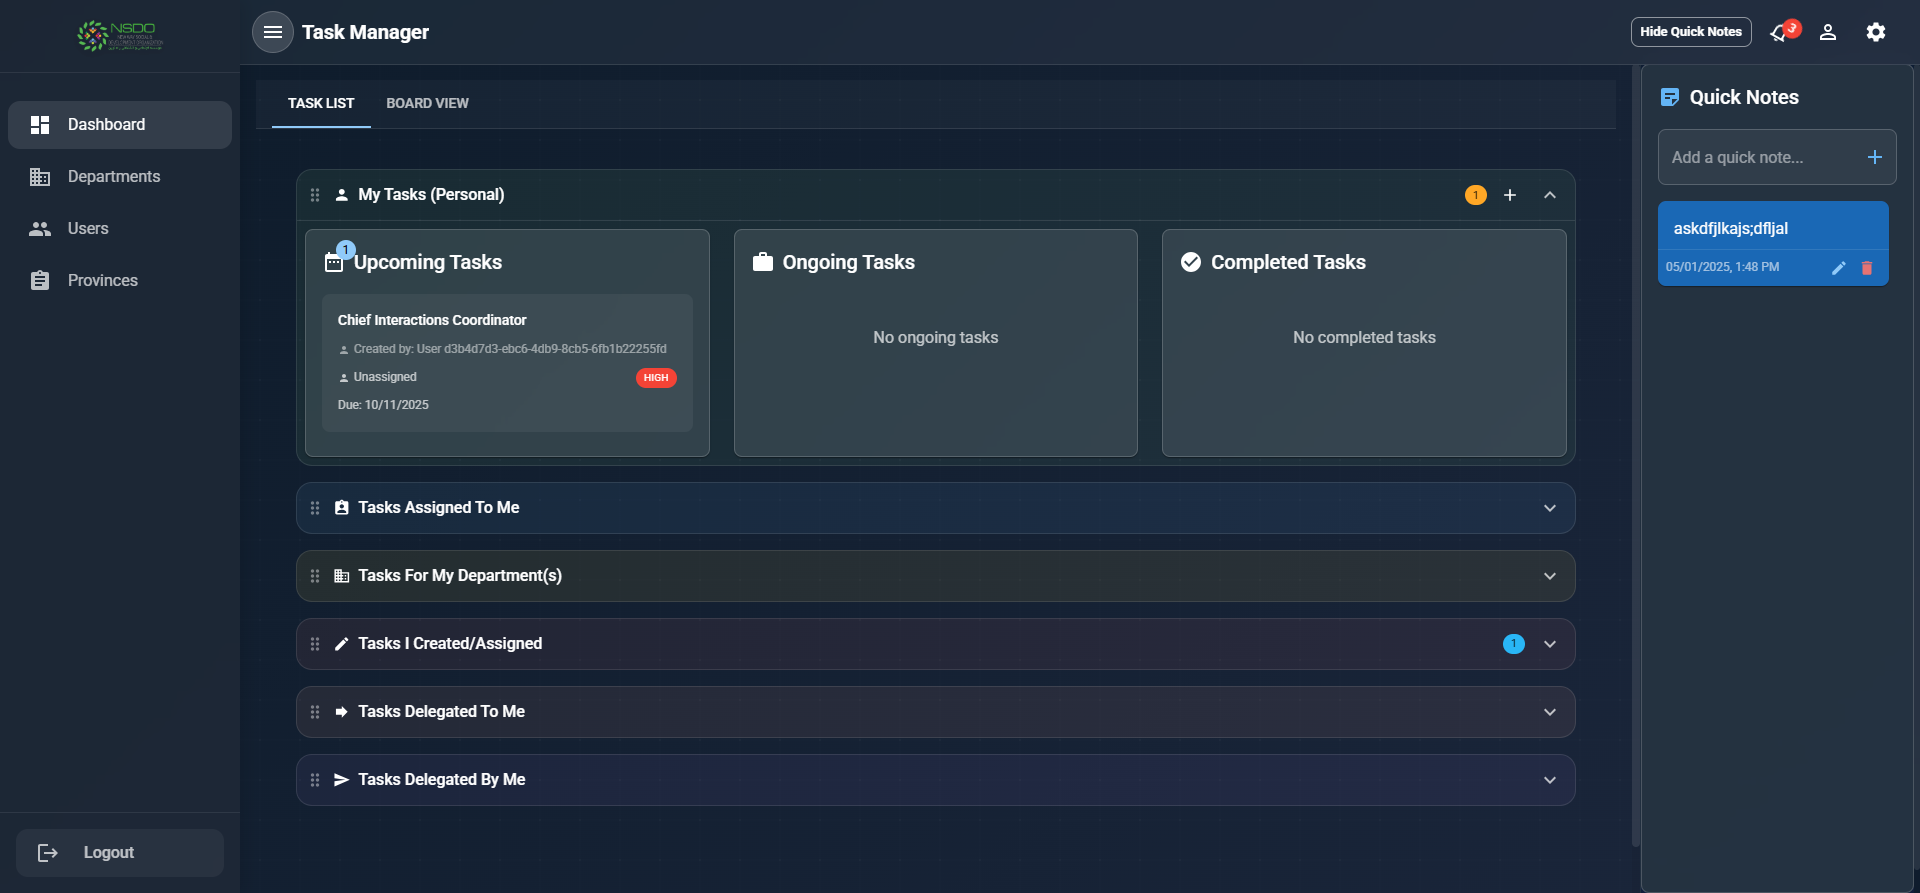 NSDO
Task Manager
Hide Quick Notes
3
Dashboard
Departments
Users
Provinces
Logout
TASK LIST
BOARD VIEW
My Tasks (Personal)
1
1
Upcoming Tasks
Chief Interactions Coordinator
Created by: User d3b4d7d3-ebc6-4db9-8cb5-6fb1b22255fd
Unassigned
HIGH
Due: 10/11/2025
Ongoing Tasks
No ongoing tasks
Completed Tasks
No completed tasks
Tasks Assigned To Me
Tasks For My Department(s)
Tasks I Created/Assigned
1
Tasks Delegated To Me
Tasks Delegated By Me
Quick Notes
Add a quick note...
askdfjlkajs;dfljal
05/01/2025, 1:48 PM